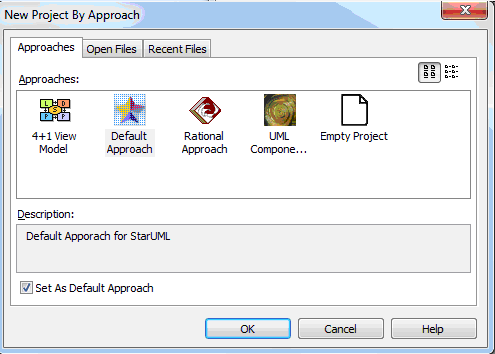 New Project By Approach
Approaches
Open Files
Recent Files
Approaches:
4+1 View
Model
Default
Approach
Rational
Approach
UML
Compone...
Empty Project
Description:
Default Apporach for StarUML
Set As Default Approach
OK
Cancel
Help